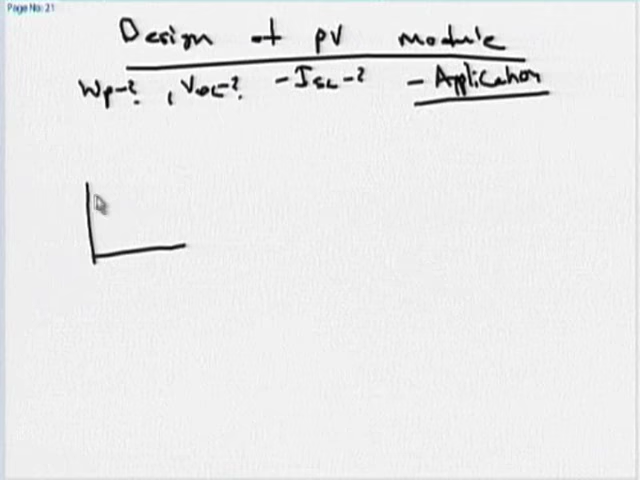 Page No: 21
Design of PV module
Wp-?, Voc-? - Isc-? - Application